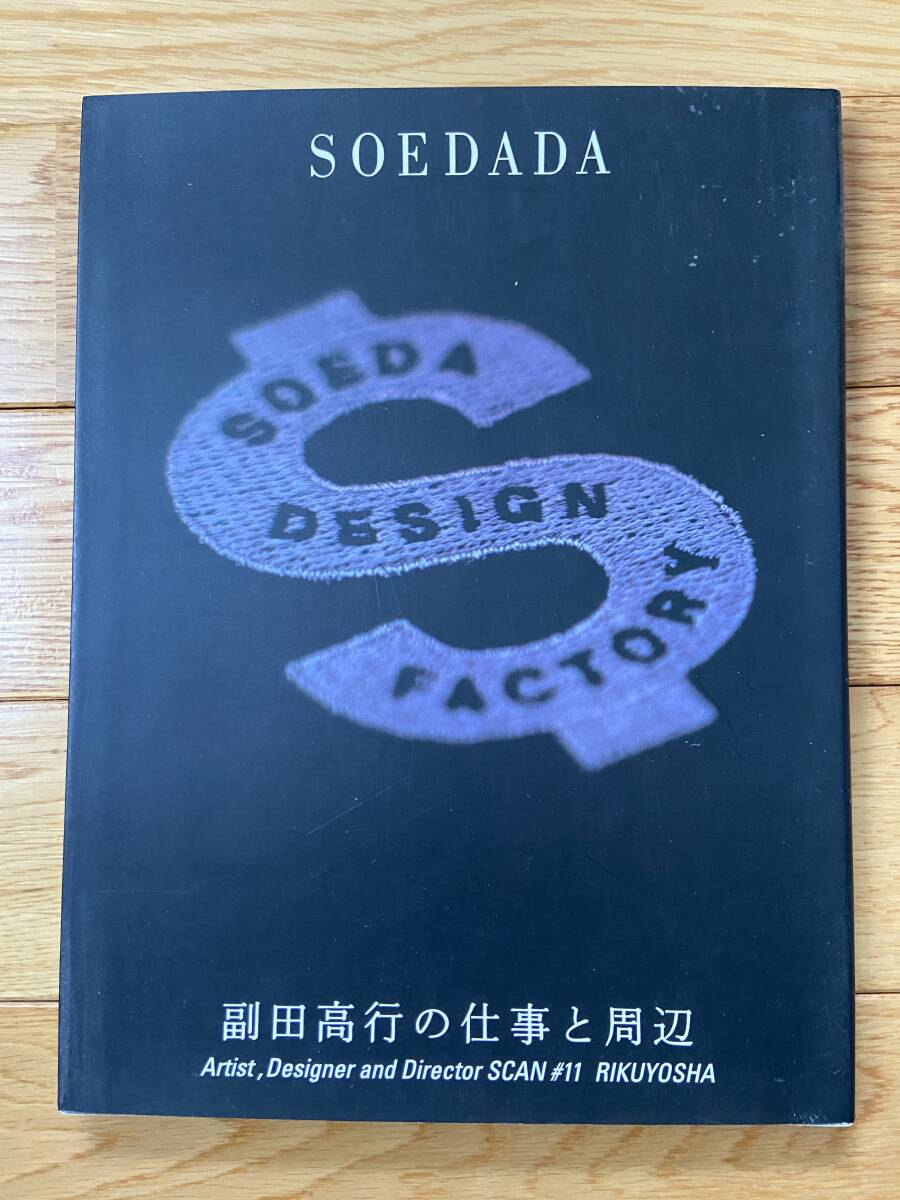 SOEDADA
SOEDA
DESIGN
FACTORY
副田高行の仕事と周辺
Artist, Designer and Director SCAN #11 RIKUYOSHA